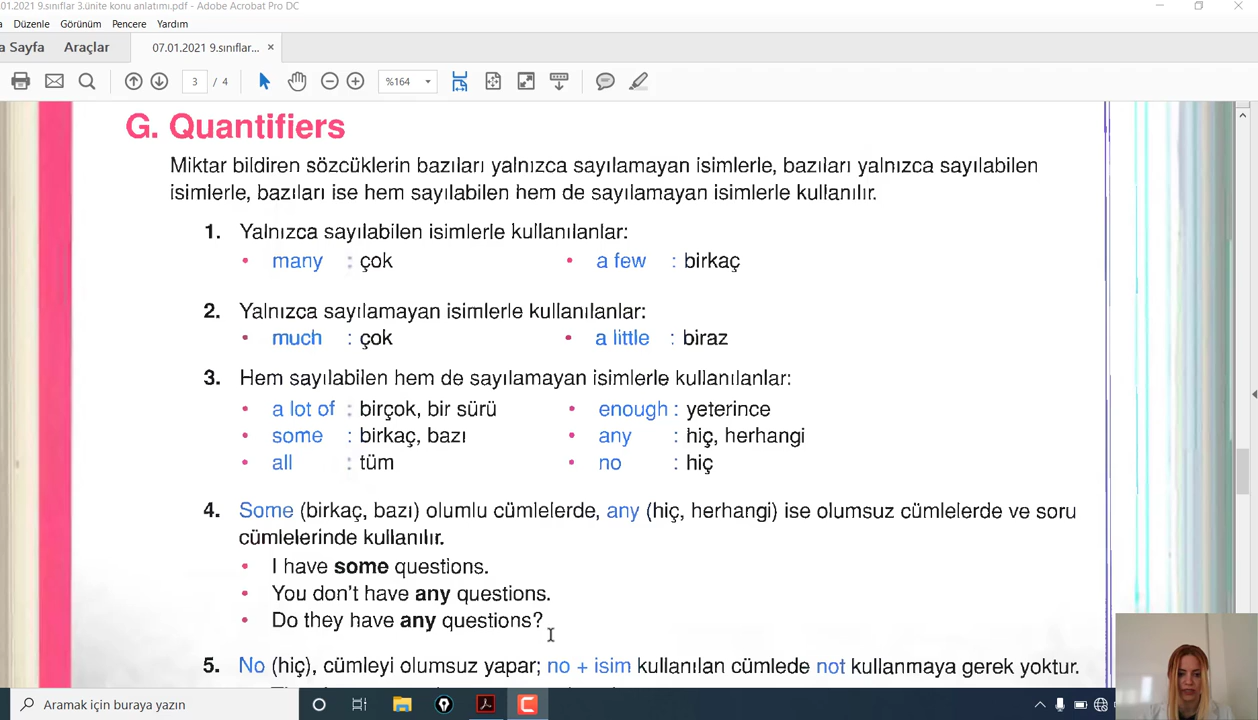 .01.2021 9.sınıflar 3.ünite konu anlatımı.pdf - Adobe Acrobat Pro DC
Düzenle Görünüm Pencere Yardım
a Sayfa Araçlar 07.01.2021 9.sınıflar... ×
3 / 4 %164
G. Quantifiers
Miktar bildiren sözcüklerin bazıları yalnızca sayılamayan isimlerle, bazıları yalnızca sayılabilen
isimlerle, bazıları ise hem sayılabilen hem de sayılamayan isimlerle kullanılır.
1. Yalnızca sayılabilen isimlerle kullanılanlar:
• many : çok • a few : birkaç
2. Yalnızca sayılamayan isimlerle kullanılanlar:
• much : çok • a little : biraz
3. Hem sayılabilen hem de sayılamayan isimlerle kullanılanlar:
• a lot of : birçok, bir sürü • enough : yeterince
• some : birkaç, bazı • any : hiç, herhangi
• all : tüm • no : hiç
4. Some (birkaç, bazı) olumlu cümlelerde, any (hiç, herhangi) ise olumsuz cümlelerde ve soru
cümlelerinde kullanılır.
• I have some questions.
• You don't have any questions.
• Do they have any questions?
5. No (hiç), cümleyi olumsuz yapar; no + isim kullanılan cümlede not kullanmaya gerek yoktur.
Aramak için buraya yazın